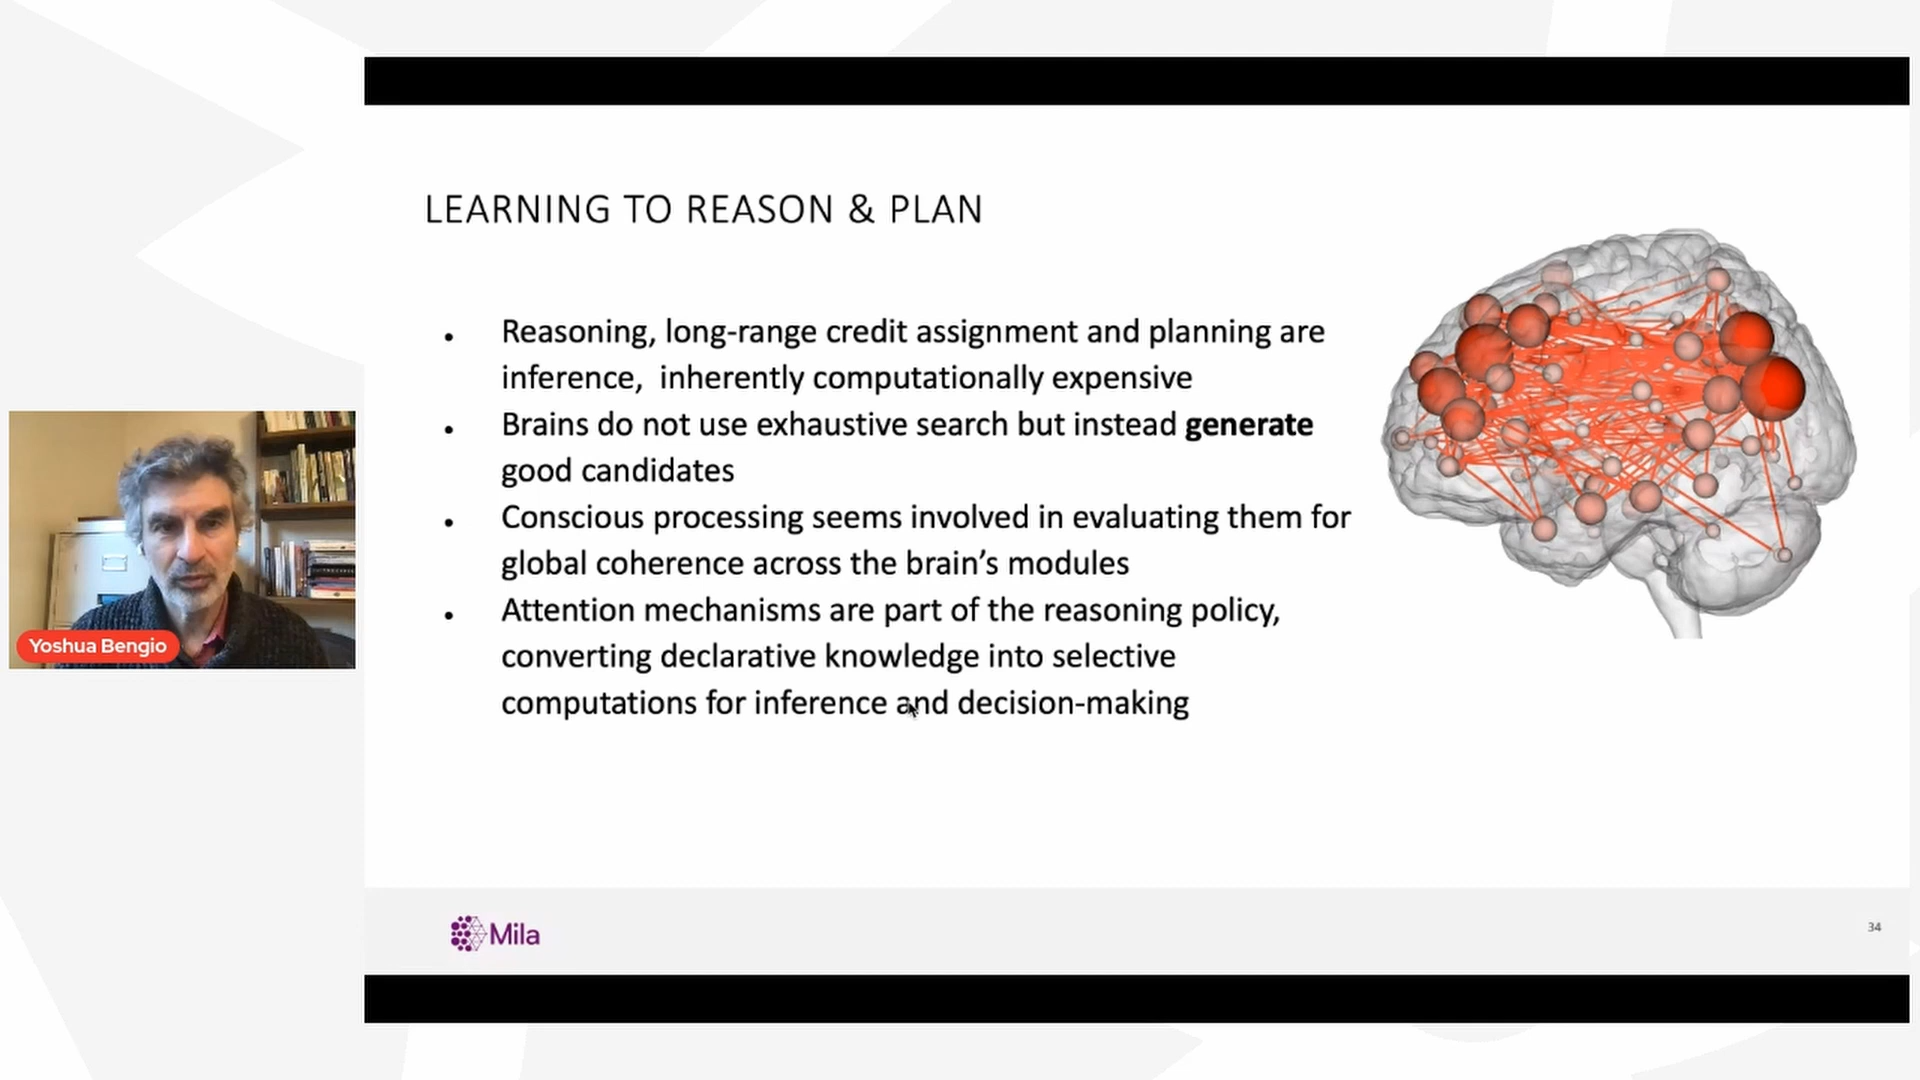 LEARNING TO REASON & PLAN
• Reasoning, long-range credit assignment and planning are
inference,  inherently computationally expensive
• Brains do not use exhaustive search but instead generate
good candidates
• Conscious processing seems involved in evaluating them for
global coherence across the brain’s modules
• Attention mechanisms are part of the reasoning policy,
converting declarative knowledge into selective
computations for inference and decision-making
Yoshua Bengio
Mila
34